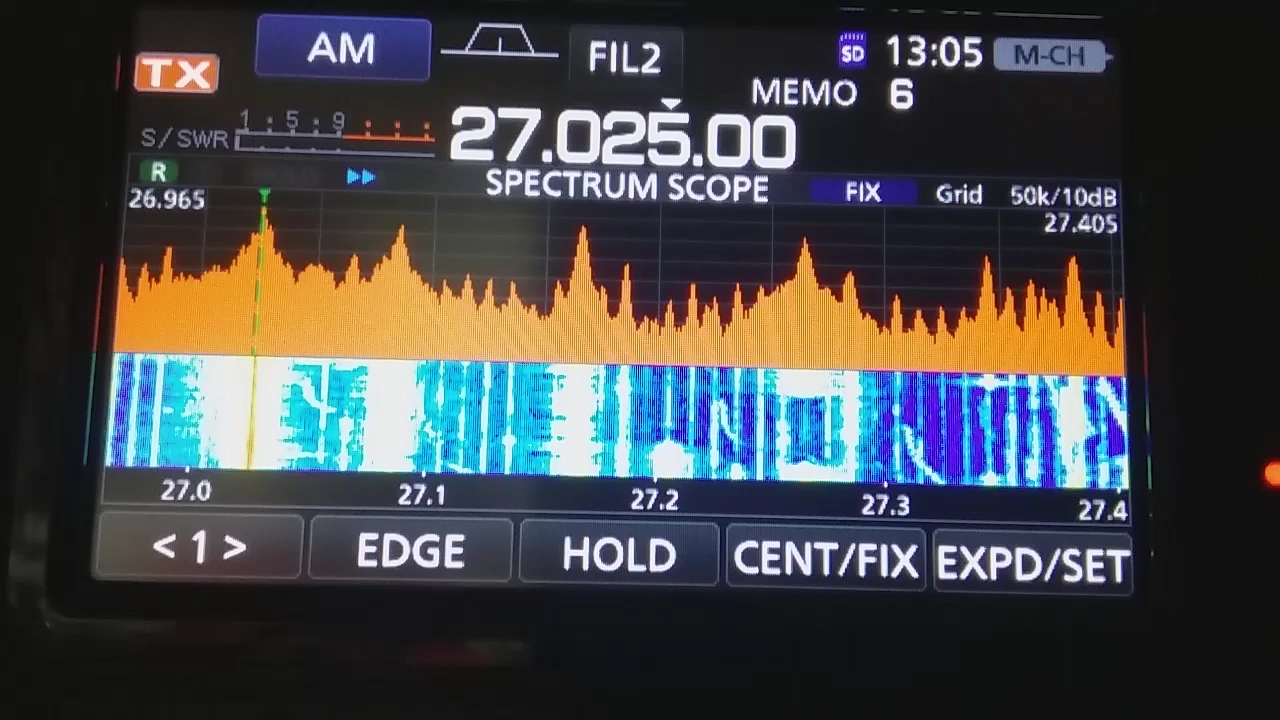 TX AM FIL2 SD 13:05 M-CH
MEMO 6
S/SWR 1 : 5 : 9 : : : 27.025.00
R SPECTRUM SCOPE FIX Grid 50k/10dB
26.965 27.405
27.0 27.1 27.2 27.3 27.4
< 1 > EDGE HOLD CENT/FIX EXPD/SET